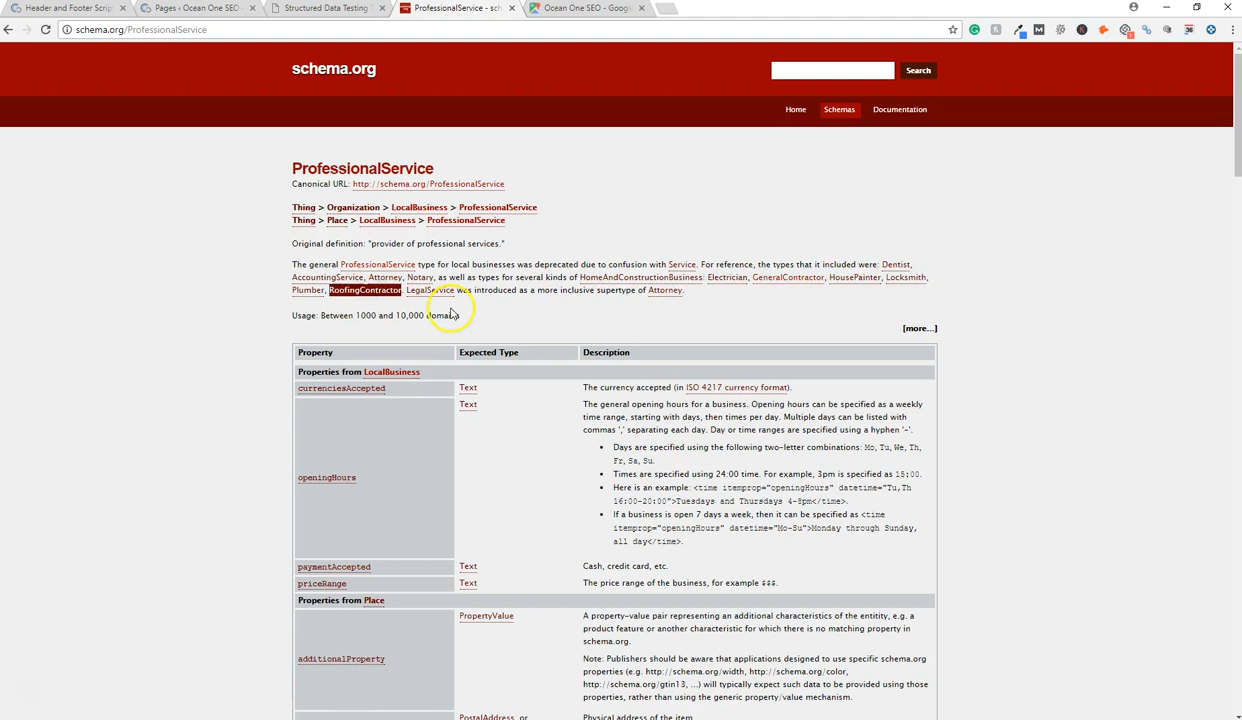 Header and Footer Scrip
Pages ‹ Ocean One SEO -
Structured Data Testing T
ProfessionalService - sch
Ocean One SEO - Google
schema.org/ProfessionalService
schema.org
Search
Home Schemas Documentation
ProfessionalService
Canonical URL: http://schema.org/ProfessionalService
Thing > Organization > LocalBusiness > ProfessionalService
Thing > Place > LocalBusiness > ProfessionalService
Original definition: "provider of professional services."
The general ProfessionalService type for local businesses was deprecated due to confusion with Service. For reference, the types that it included were: Dentist,
AccountingService, Attorney, Notary, as well as types for several kinds of HomeAndConstructionBusiness: Electrician, GeneralContractor, HousePainter, Locksmith,
Plumber, RoofingContractor. LegalService was introduced as a more inclusive supertype of Attorney.
Usage: Between 1000 and 10,000 domains
[more...]
Property Expected Type Description
Properties from LocalBusiness
currenciesAccepted Text The currency accepted (in ISO 4217 currency format).
openingHours Text The general opening hours for a business. Opening hours can be specified as a weekly
time range, starting with days, then times per day. Multiple days can be listed with
commas ',' separating each day. Day or time ranges are specified using a hyphen '-'.
• Days are specified using the following two-letter combinations: Mo, Tu, We, Th,
Fr, Sa, Su.
• Times are specified using 24:00 time. For example, 3pm is specified as 15:00.
• Here is an example: <time itemprop="openingHours" datetime="Tu,Th
16:00-20:00">Tuesdays and Thursdays 4-8pm</time>.
• If a business is open 7 days a week, then it can be specified as <time
itemprop="openingHours" datetime="Mo-Su">Monday through Sunday,
all day</time>.
paymentAccepted Text Cash, credit card, etc.
priceRange Text The price range of the business, for example $$$.
Properties from Place
additionalProperty PropertyValue A property-value pair representing an additional characteristics of the entitity, e.g. a
product feature or another characteristic for which there is no matching property in
schema.org.
Note: Publishers should be aware that applications designed to use specific schema.org
properties (e.g. http://schema.org/width, http://schema.org/color,
http://schema.org/gtin13, ...) will typically expect such data to be provided using those
properties, rather than using the generic property/value mechanism.
PostalAddress or Physical address of the item.